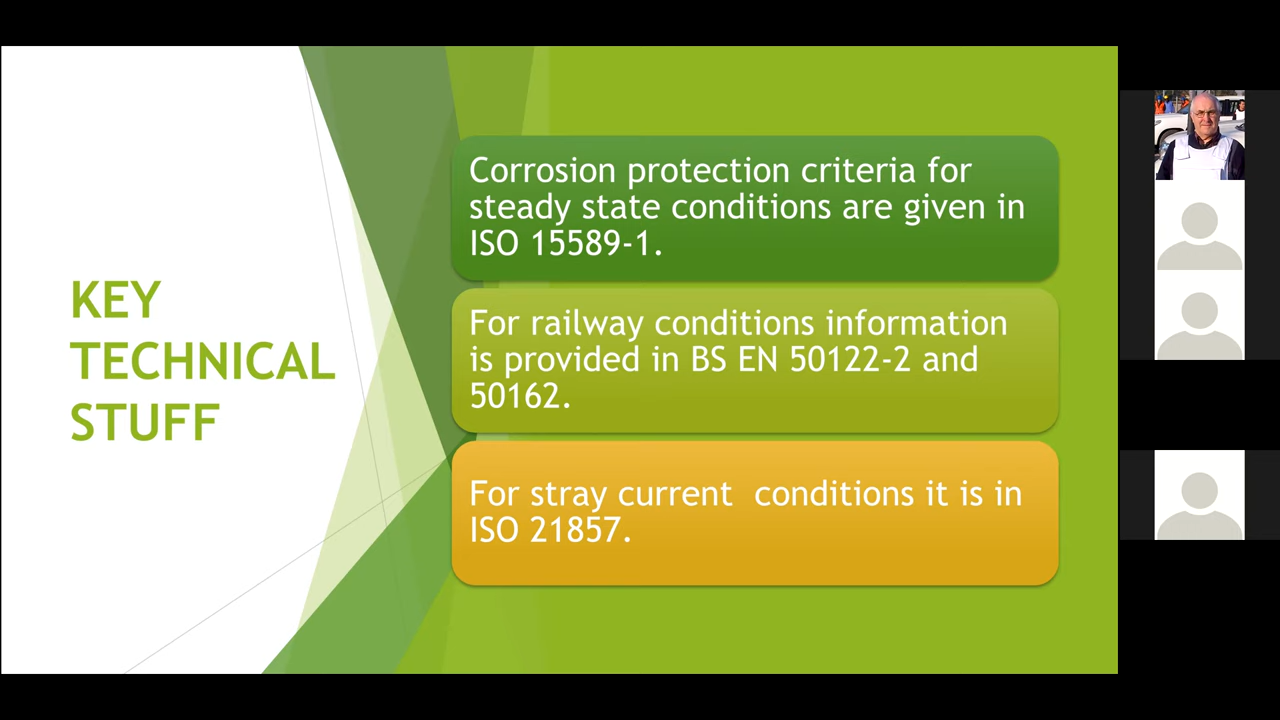 KEY
TECHNICAL
STUFF
Corrosion protection criteria for
steady state conditions are given in
ISO 15589-1.
For railway conditions information
is provided in BS EN 50122-2 and
50162.
For stray current  conditions it is in
ISO 21857.